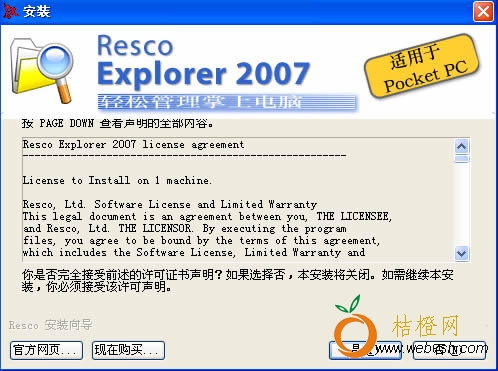 安装
Resco
Explorer 2007
轻松管理掌上电脑
适用于
Pocket PC
按 PAGE DOWN 查看声明的全部内容。
Resco Explorer 2007 license agreement
----------------------------------------------------
License to Install on 1 machine.
Resco, Ltd. Software License and Limited Warranty
This legal document is an agreement between you, THE LICENSEE,
and Resco, Ltd. THE LICENSOR. By executing the program
files, you agree to be bound by the terms of this agreement,
which includes the Software License, Limited Warranty and
你是否完全接受前述的许可证书声明？如果选择否，本安装将关闭。如需继续本安
装，你必须接受该许可声明。
Resco 安装向导
桔橙网
官方网页...
现在购买...
www.webesh.com